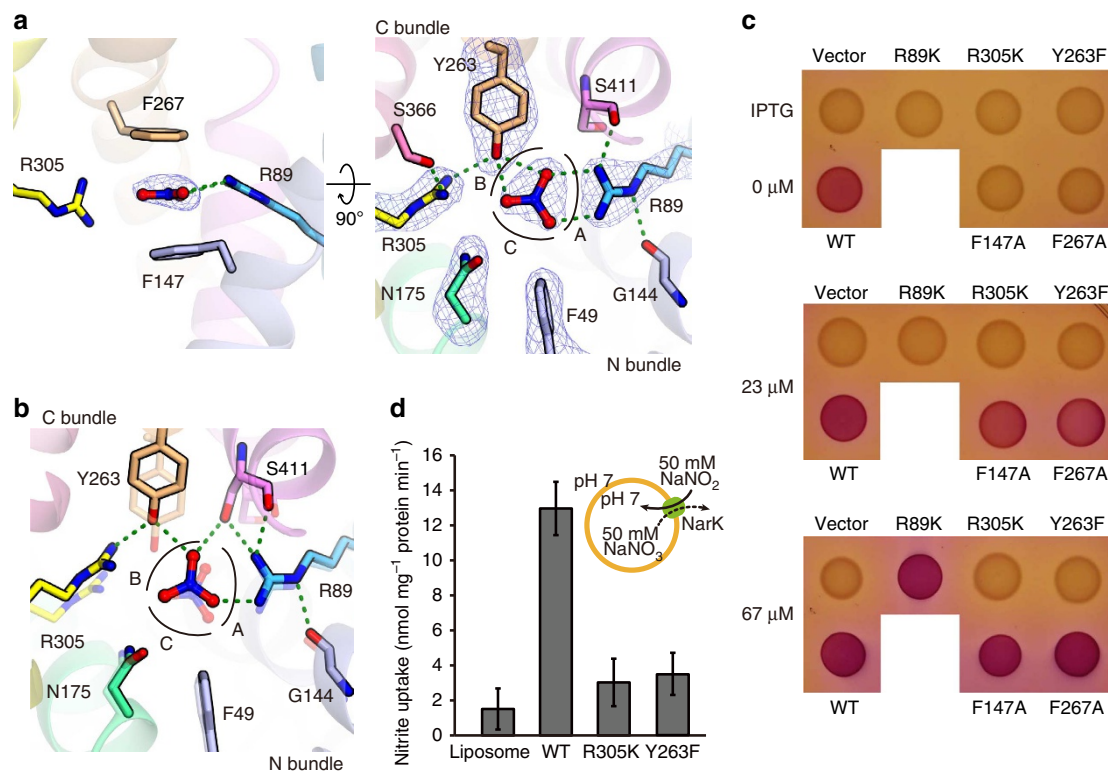 a
F267
R305
R89
F147
90°
C bundle
Y263
S411
S366
B
R89
R305
C
A
N175
F49
G144
N bundle
b
C bundle
Y263
S411
B
R89
R305
C
A
N175
F49
G144
N bundle
c
Vector R89K R305K Y263F
IPTG
0 μM
WT F147A F267A
Vector R89K R305K Y263F
23 μM
WT F147A F267A
Vector R89K R305K Y263F
67 μM
WT F147A F267A
d
Nitrite uptake (nmol mg⁻¹ protein min⁻¹)
16
14
12
10
8
6
4
2
0
Liposome WT R305K Y263F
50 mM
NaNO₂
pH 7
pH 7
50 mM
NaNO₃
NarK